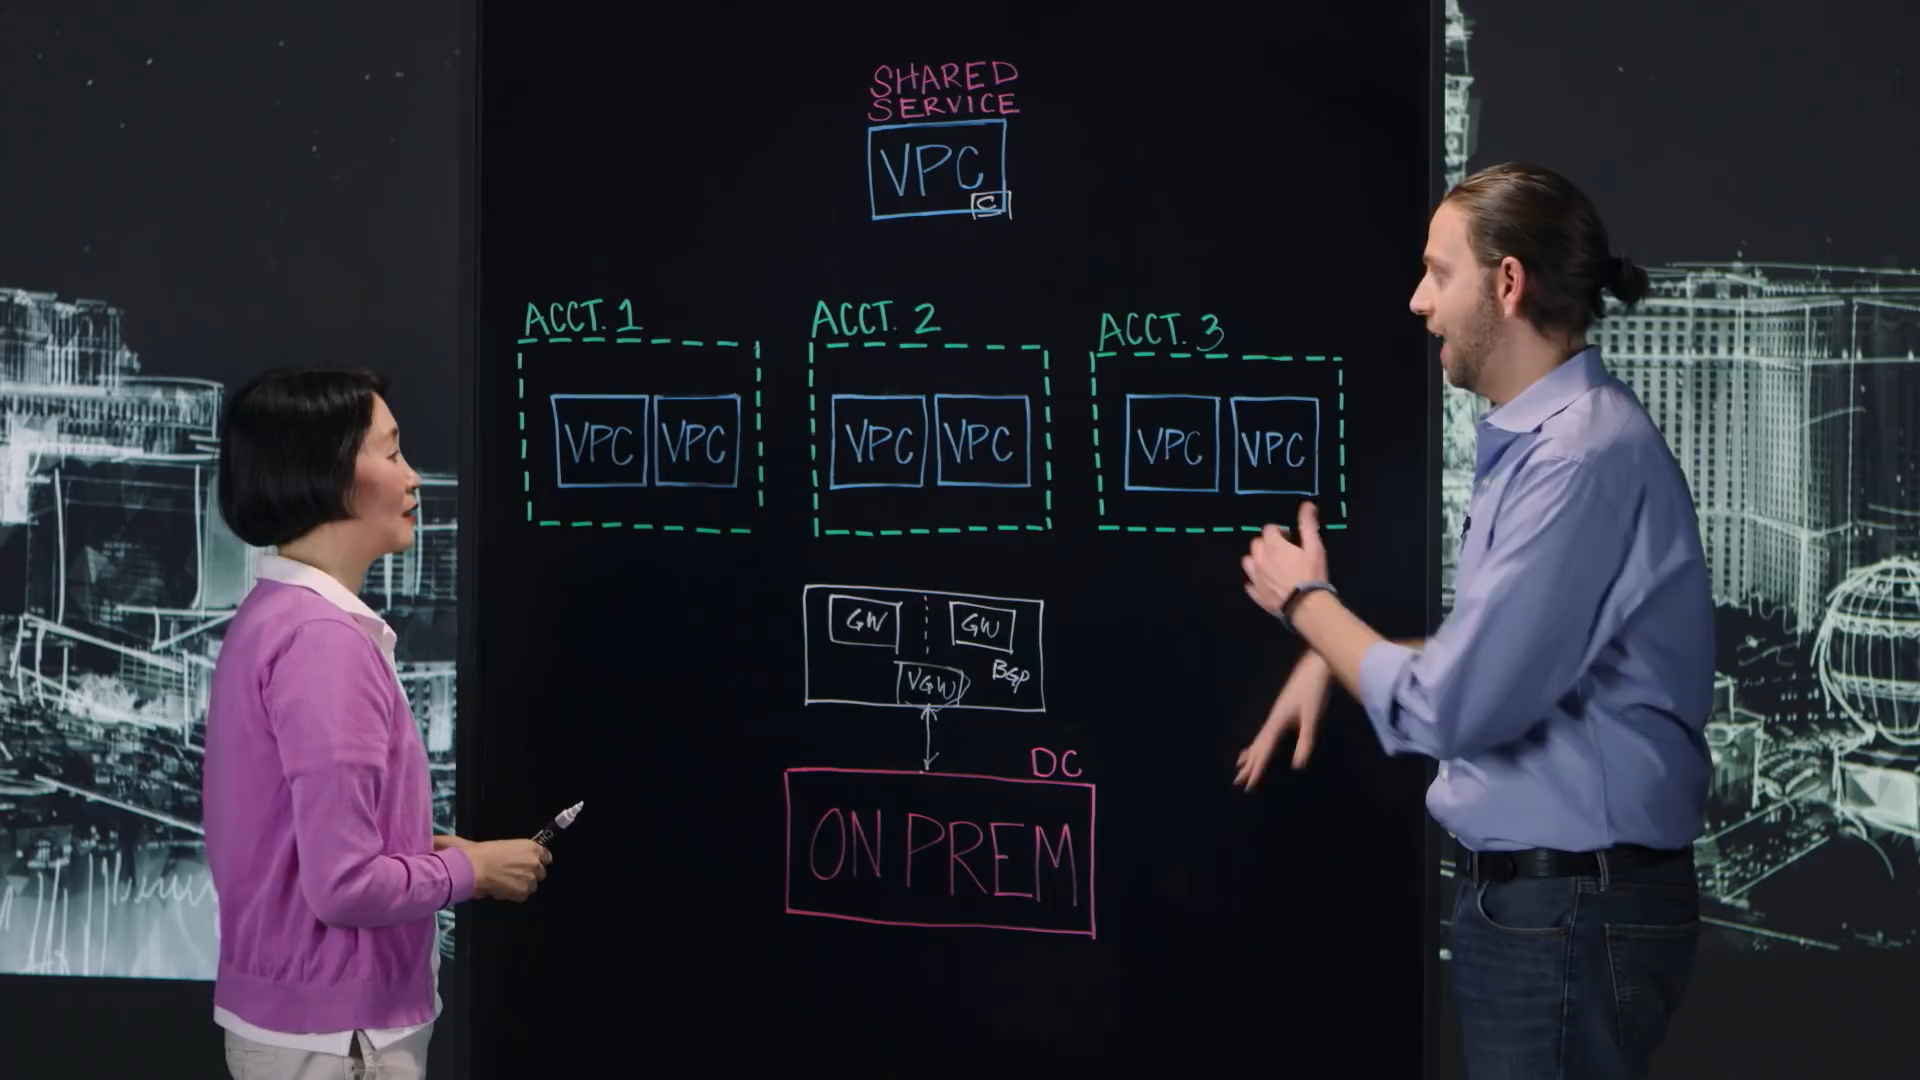 SHARED
SERVICE
VPC
C
ACCT. 1
ACCT. 2
ACCT. 3
VPC
VPC
VPC
VPC
VPC
VPC
GW
GW
VGW
BGP
DC
ON PREM